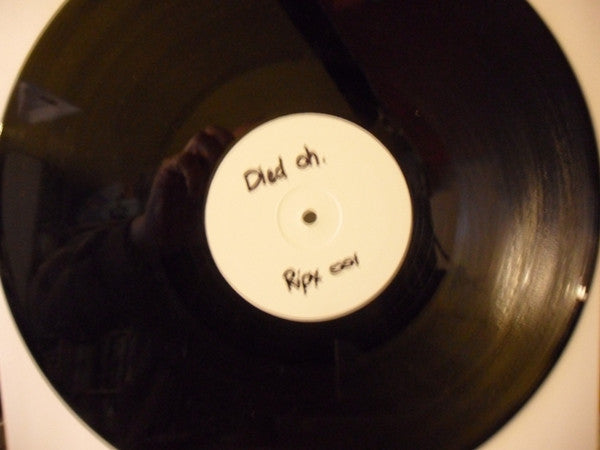 Died oh.
Ripx 001